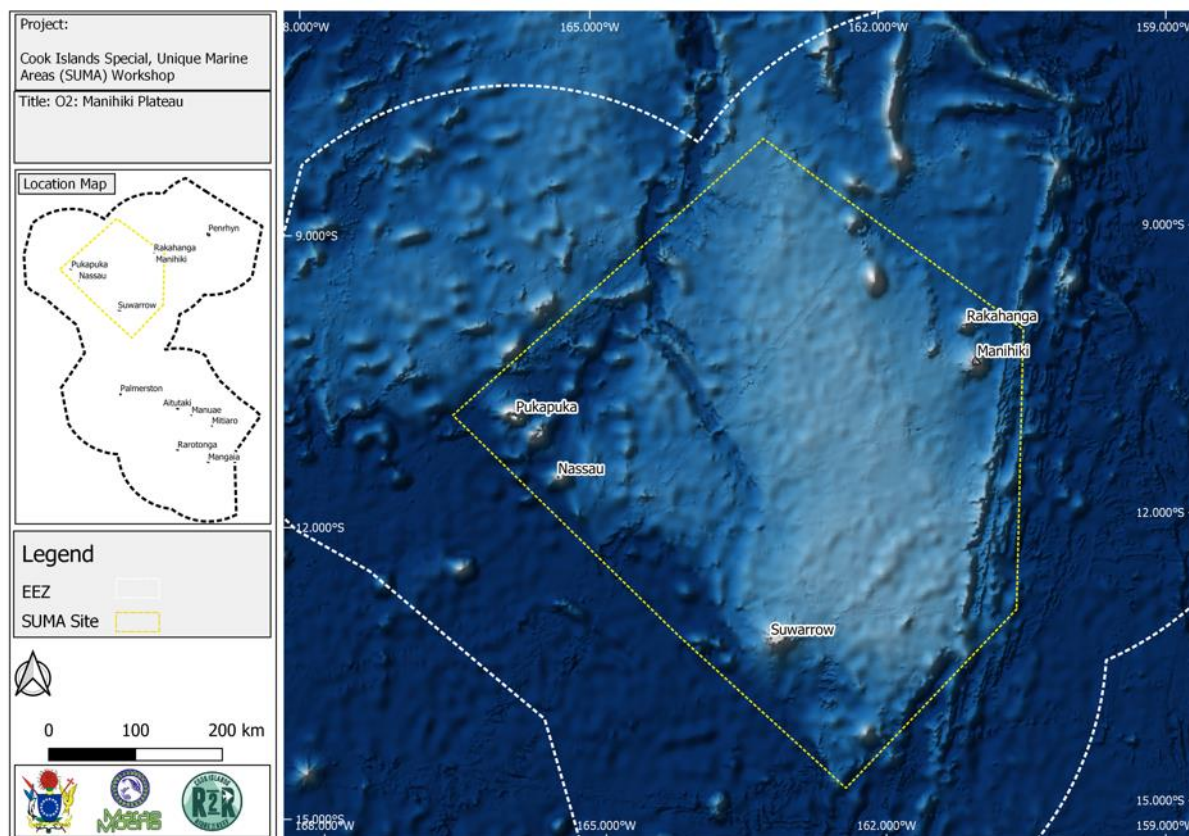 Project:
Cook Islands Special, Unique Marine
Areas (SUMA) Workshop
Title: O2: Manihiki Plateau
Location Map
Penrhyn
Rakahanga
Manihiki
Pukapuka
Nassau
Suwarrow
Palmerston
Aitutaki
Manuae
Mitiaro
Rarotonga
Mangaia
Legend
EEZ
SUMA Site
0 100 200 km
COOK ISLANDS
R2R
8.000°W 165.000°W 162.000°W 159.000°W
9.000°S 9.000°S
Rakahanga
Manihiki
Pukapuka
Nassau
12.000°S 12.000°S
Suwarrow
15.000°S 15.000°S
168.000°W 165.000°W 162.000°W 159.000°W